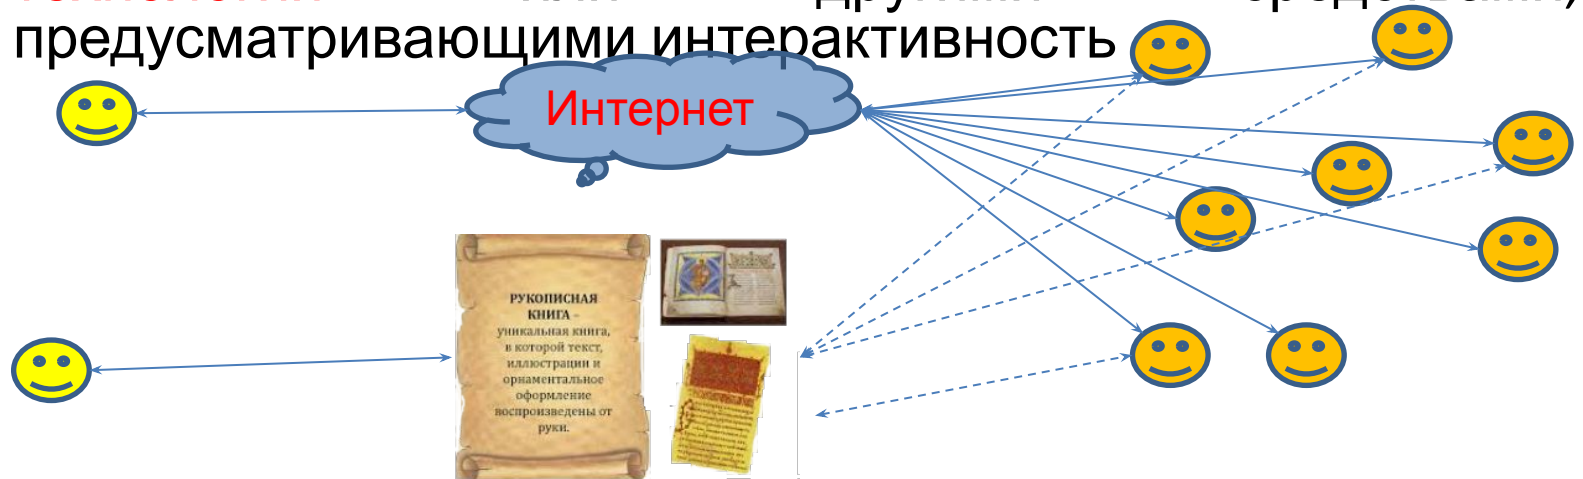 предусматривающими интерактивность
Интернет
РУКОПИСНАЯ
КНИГА –
уникальная книга,
в которой текст,
иллюстрации и
орнаментальное
оформление
воспроизведены от
руки.